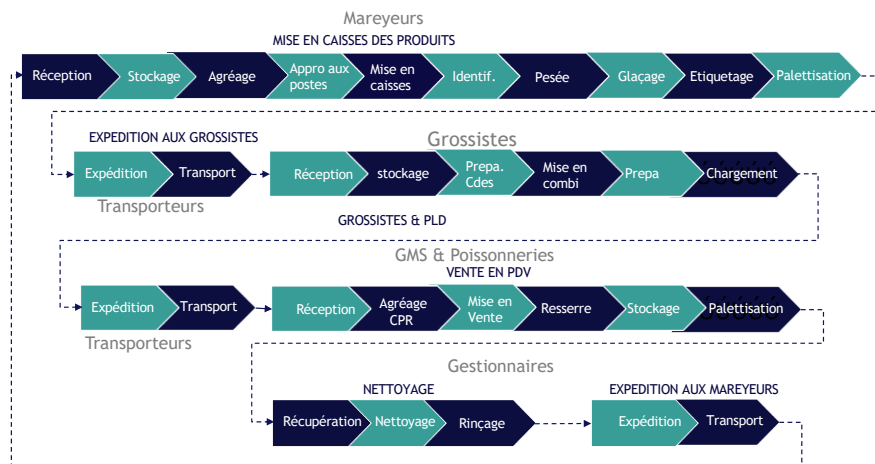 Mareyeurs
MISE EN CAISSES DES PRODUITS
Réception
Stockage
Agréage
Appro aux
postes
Mise en
caisses
Identif.
Pesée
Glaçage
Etiquetage
Palettisation
EXPEDITION AUX GROSSISTES
Grossistes
Expédition
Transport
Réception
stockage
Prepa.
Cdes
Mise en
combi
Prepa
Chargement
Transporteurs
GROSSISTES & PLD
GMS & Poissonneries
VENTE EN PDV
Expédition
Transport
Réception
Agréage
CPR
Mise en
Vente
Resserre
Stockage
Palettisation
Transporteurs
Gestionnaires
NETTOYAGE
EXPEDITION AUX MAREYEURS
Récupération
Nettoyage
Rinçage
Expédition
Transport